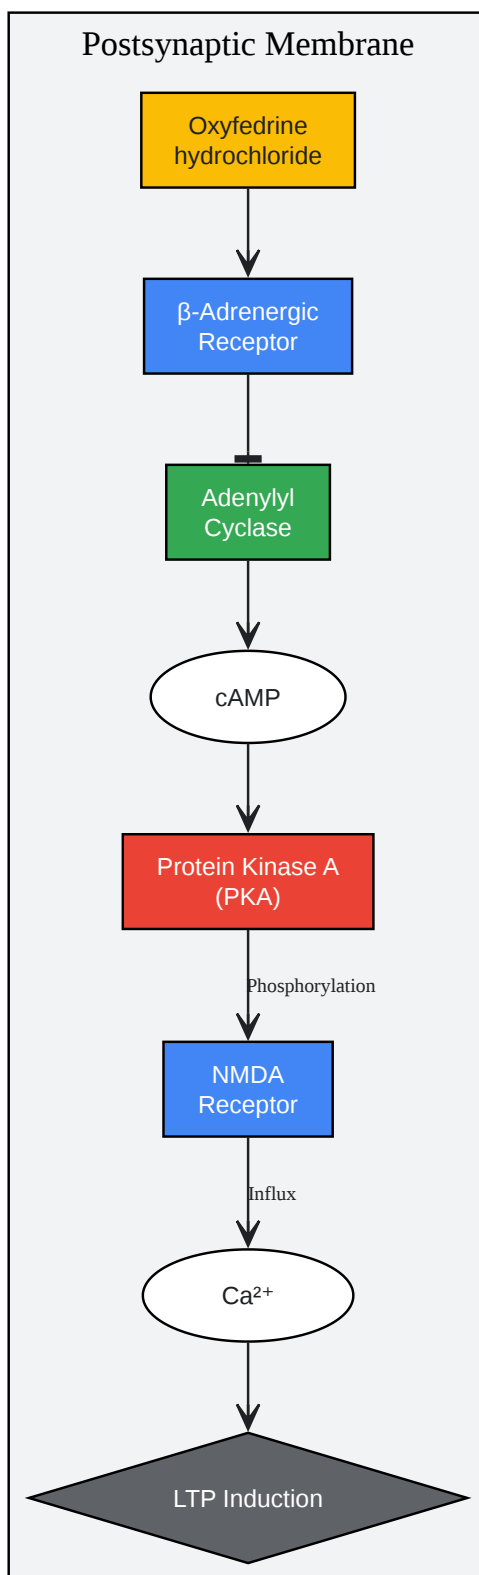 Postsynaptic Membrane
Oxyfedrine
hydrochloride
β-Adrenergic
Receptor
Adenylyl
Cyclase
cAMP
Protein Kinase A
(PKA)
Phosphorylation
NMDA
Receptor
Influx
Ca²⁺
LTP Induction